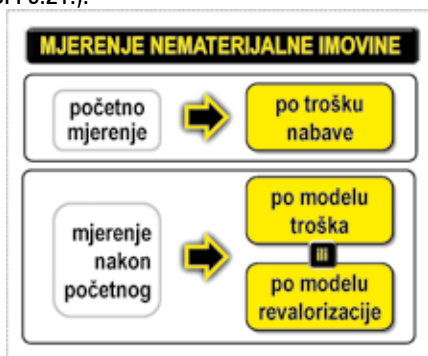 MJERENJE NEMATERIJALNE IMOVINE
početno
mjerenje
po trošku
nabave
mjerenje
nakon
početnog
po modelu
troška
ili
po modelu
revalorizacije